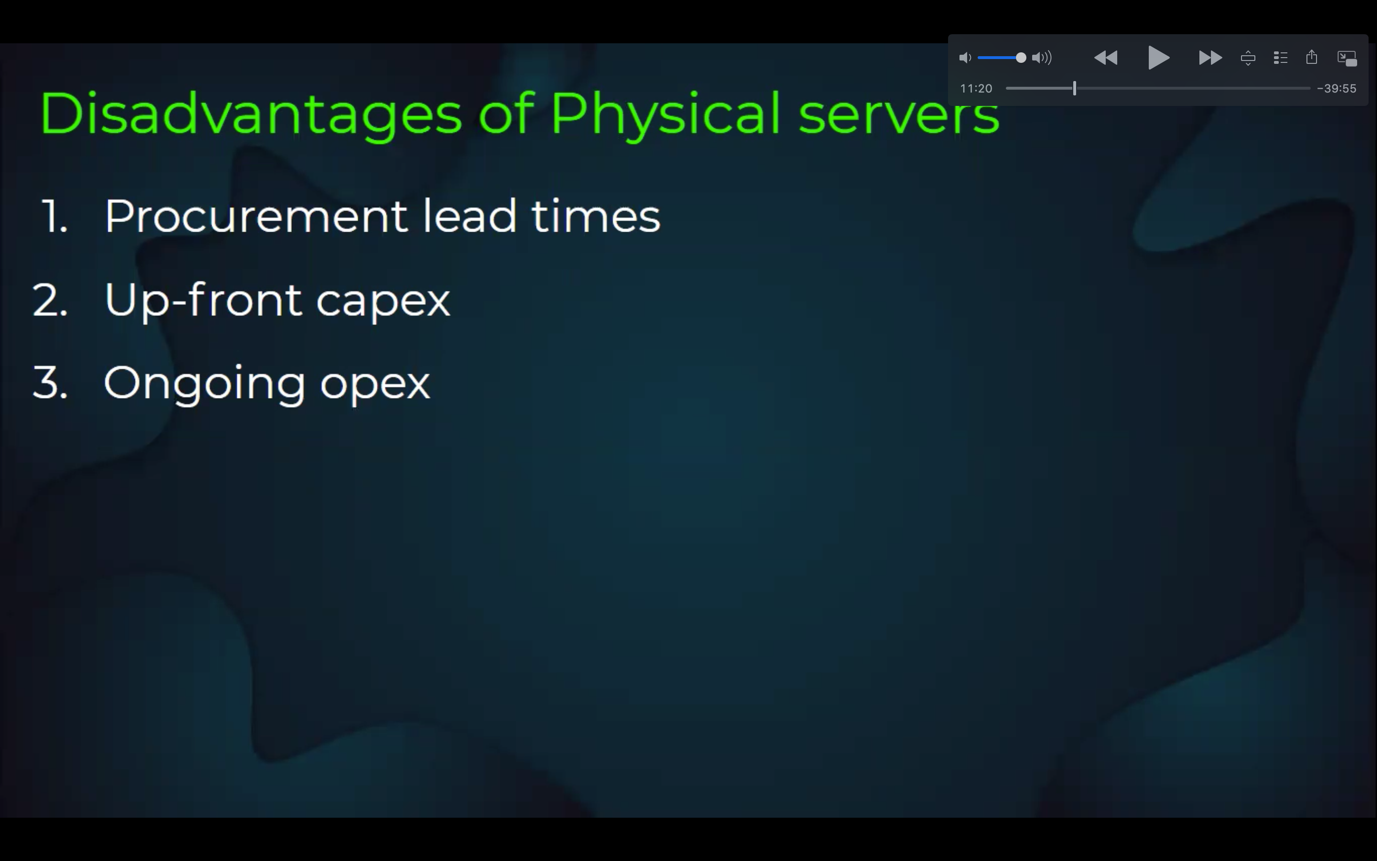 11:20
-39:55
Disadvantages of Physical servers
1. Procurement lead times
2. Up-front capex
3. Ongoing opex